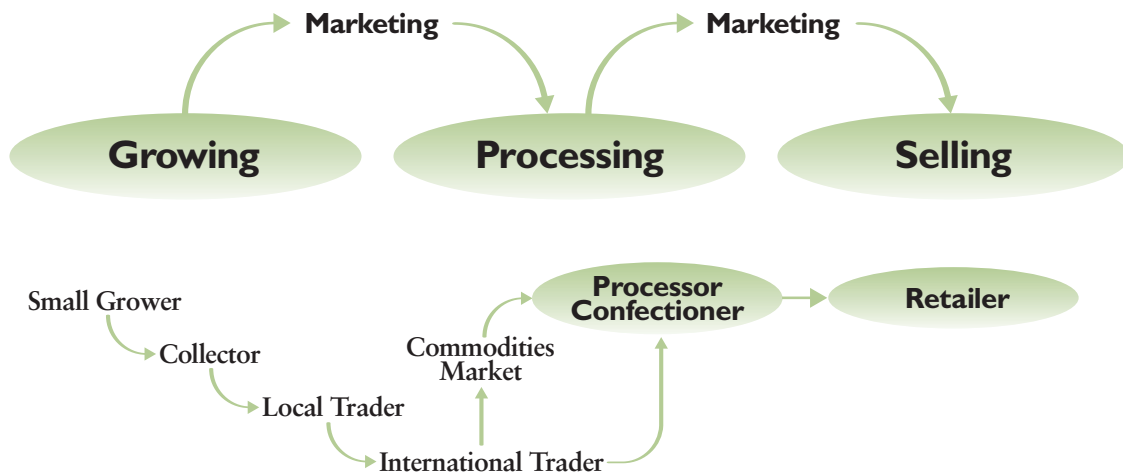 Marketing
Marketing
Growing
Processing
Selling
Small Grower
Collector
Local Trader
International Trader
Commodities
Market
Processor
Confectioner
Retailer